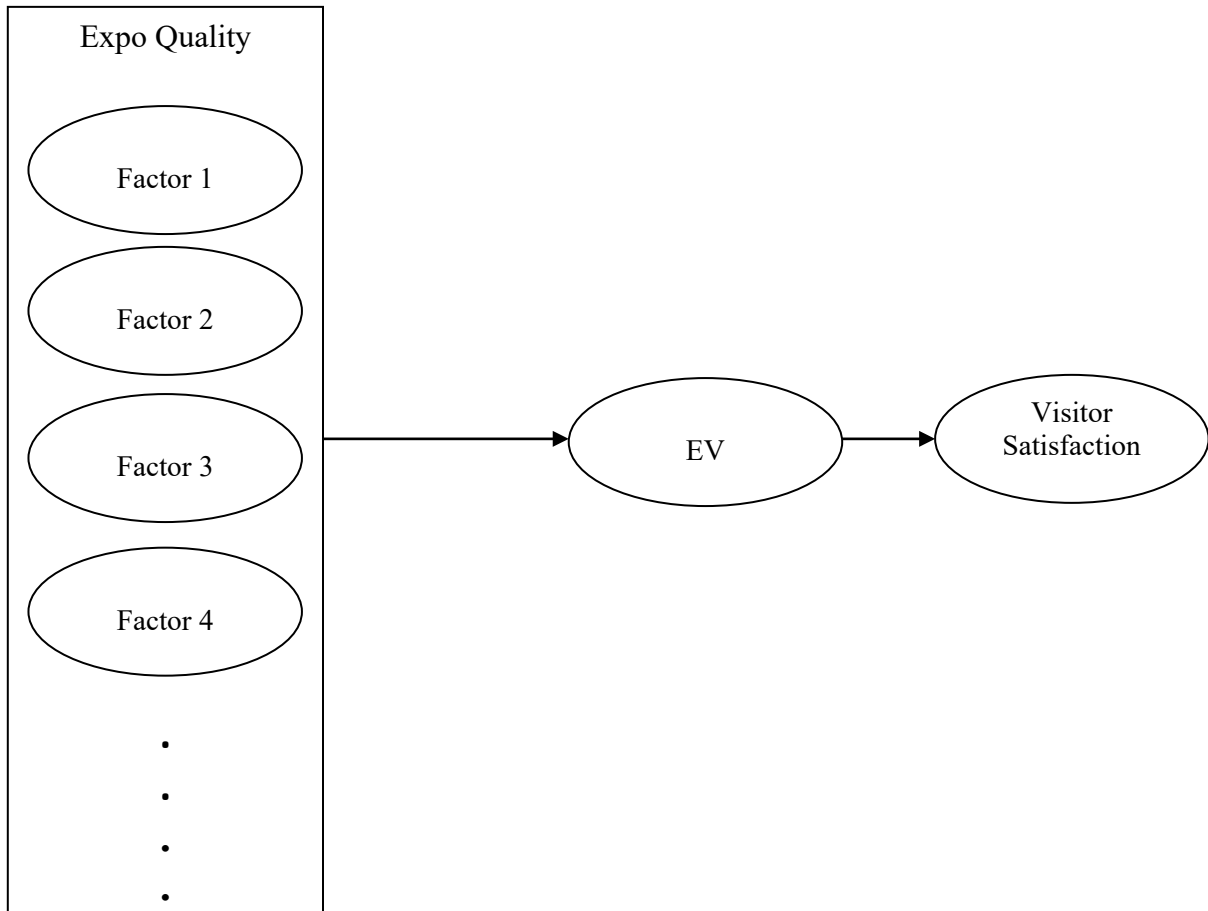 Expo Quality
Factor 1
Factor 2
Factor 3
Factor 4
.
.
.
.
EV
Visitor
Satisfaction